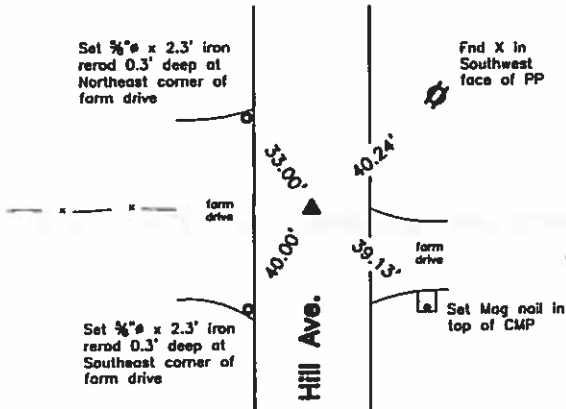 Set ⅝"ø x 2.3' iron
rerod 0.3' deep at
Northeast corner of
farm drive
Fnd X in
Southwest
face of PP
33.00'
40.24'
farm
drive
40.00'
39.13'
farm
drive
Set ⅝"ø x 2.3' iron
rerod 0.3' deep at
Southeast corner of
farm drive
Hill Ave.
Set Mag nail in
top of CMP